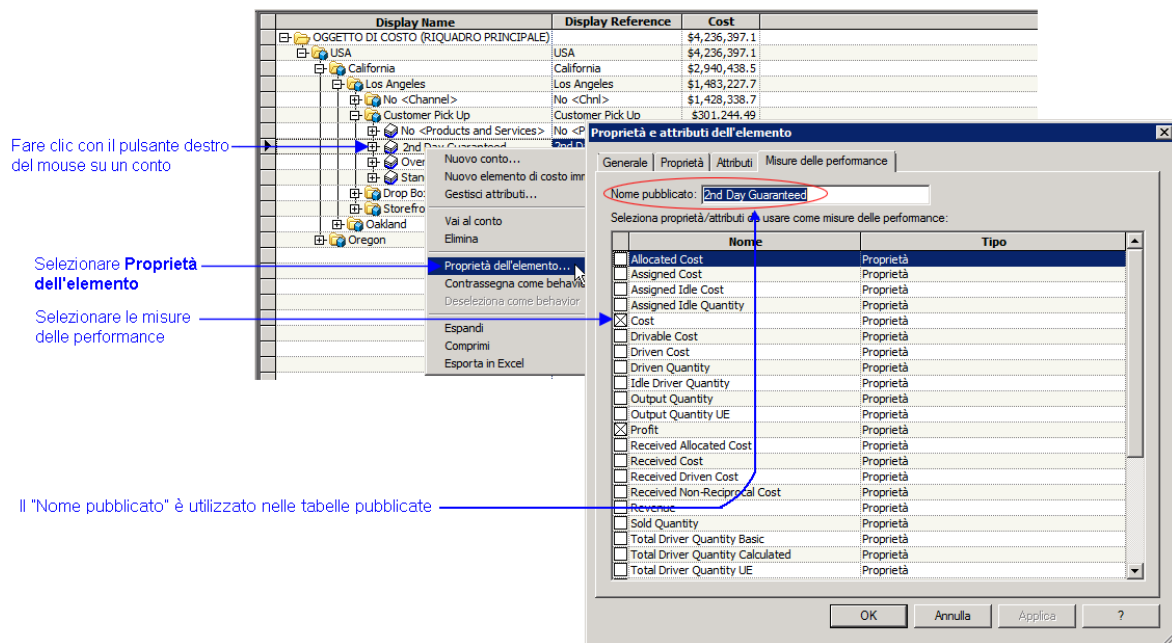 Display Name Display Reference Cost
OGGETTO DI COSTO (RIQUADRO PRINCIPALE) $4,236,397.1
USA USA $4,236,397.1
California California $2,940,438.5
Los Angeles Los Angeles $1,483,227.7
No <Channel> No <Chnl> $1,428,338.7
Customer Pick Up Customer Pick Up $301,244.49
No <Products and Services> No <P
2nd Day Guaranteed 2nd D
Over
Stan
Drop Bo
Storefro
Oakland
Oregon
Fare clic con il pulsante destro
del mouse su un conto
Selezionare Proprietà
dell'elemento
Selezionare le misure
delle performance
Il "Nome pubblicato" è utilizzato nelle tabelle pubblicate
Nuovo conto...
Nuovo elemento di costo imm
Gestisci attributi...
Vai al conto
Elimina
Proprietà dell'elemento...
Contrassegna come behavio
Deseleziona come behavior
Espandi
Comprimi
Esporta in Excel
Proprietà e attributi dell'elemento
Generale Proprietà Attributi Misure delle performance
Nome pubblicato: 2nd Day Guaranteed
Seleziona proprietà/attributi da usare come misure delle performance:
Nome Tipo
Allocated Cost Proprietà
Assigned Cost Proprietà
Assigned Idle Cost Proprietà
Assigned Idle Quantity Proprietà
Cost Proprietà
Drivable Cost Proprietà
Driven Cost Proprietà
Driven Quantity Proprietà
Idle Driver Quantity Proprietà
Output Quantity Proprietà
Output Quantity UE Proprietà
Profit Proprietà
Received Allocated Cost Proprietà
Received Cost Proprietà
Received Driven Cost Proprietà
Received Non-Reciprocal Cost Proprietà
Revenue Proprietà
Sold Quantity Proprietà
Total Driver Quantity Basic Proprietà
Total Driver Quantity Calculated Proprietà
Total Driver Quantity UE Proprietà
OK Annulla Applica ?